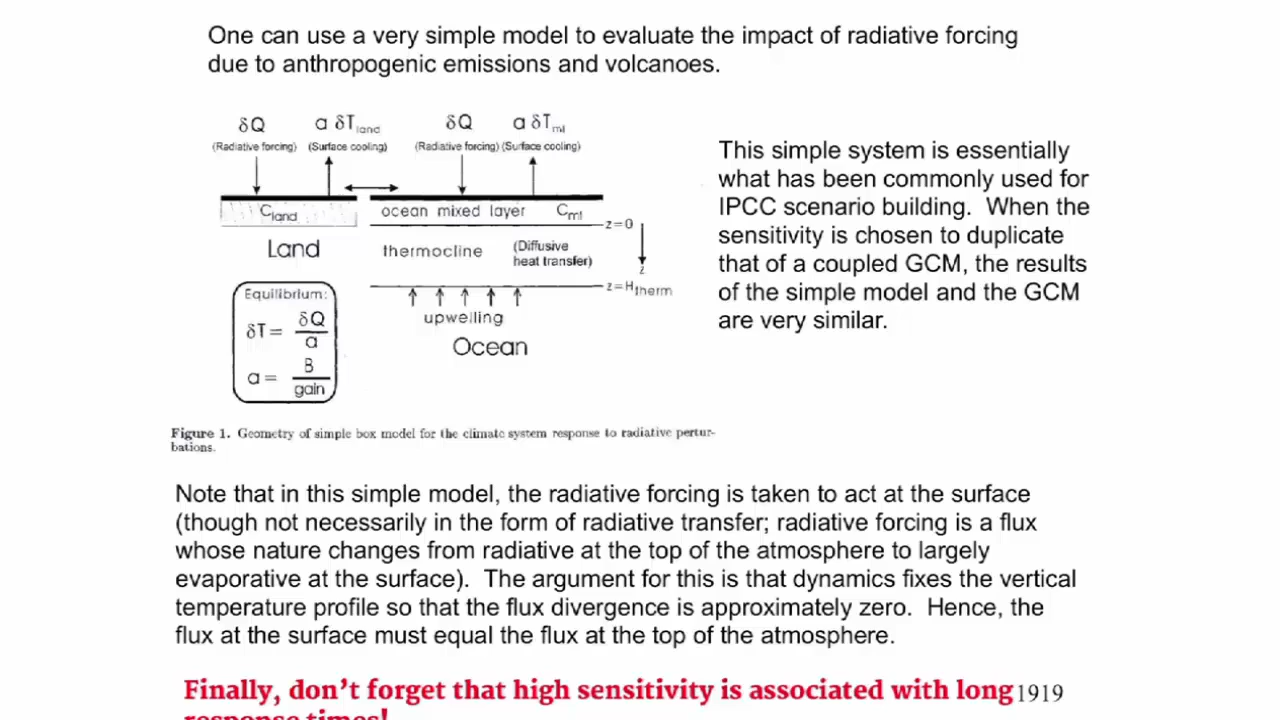 One can use a very simple model to evaluate the impact of radiative forcing
due to anthropogenic emissions and volcanoes.
δQ a δT_land δQ a δT_ml
(Radiative forcing) (Surface cooling) (Radiative forcing) (Surface cooling)
C_land ocean mixed layer C_ml
z=0
Land thermocline (Diffusive
heat transfer)
z
z=H_therm
upwelling
Ocean
Equilibrium:
δT= δQ/a
a= B/gain
Figure 1. Geometry of simple box model for the climate system response to radiative pertur-
bations.
This simple system is essentially
what has been commonly used for
IPCC scenario building. When the
sensitivity is chosen to duplicate
that of a coupled GCM, the results
of the simple model and the GCM
are very similar.
Note that in this simple model, the radiative forcing is taken to act at the surface
(though not necessarily in the form of radiative transfer; radiative forcing is a flux
whose nature changes from radiative at the top of the atmosphere to largely
evaporative at the surface). The argument for this is that dynamics fixes the vertical
temperature profile so that the flux divergence is approximately zero. Hence, the
flux at the surface must equal the flux at the top of the atmosphere.
Finally, don't forget that high sensitivity is associated with long 1919
response times!